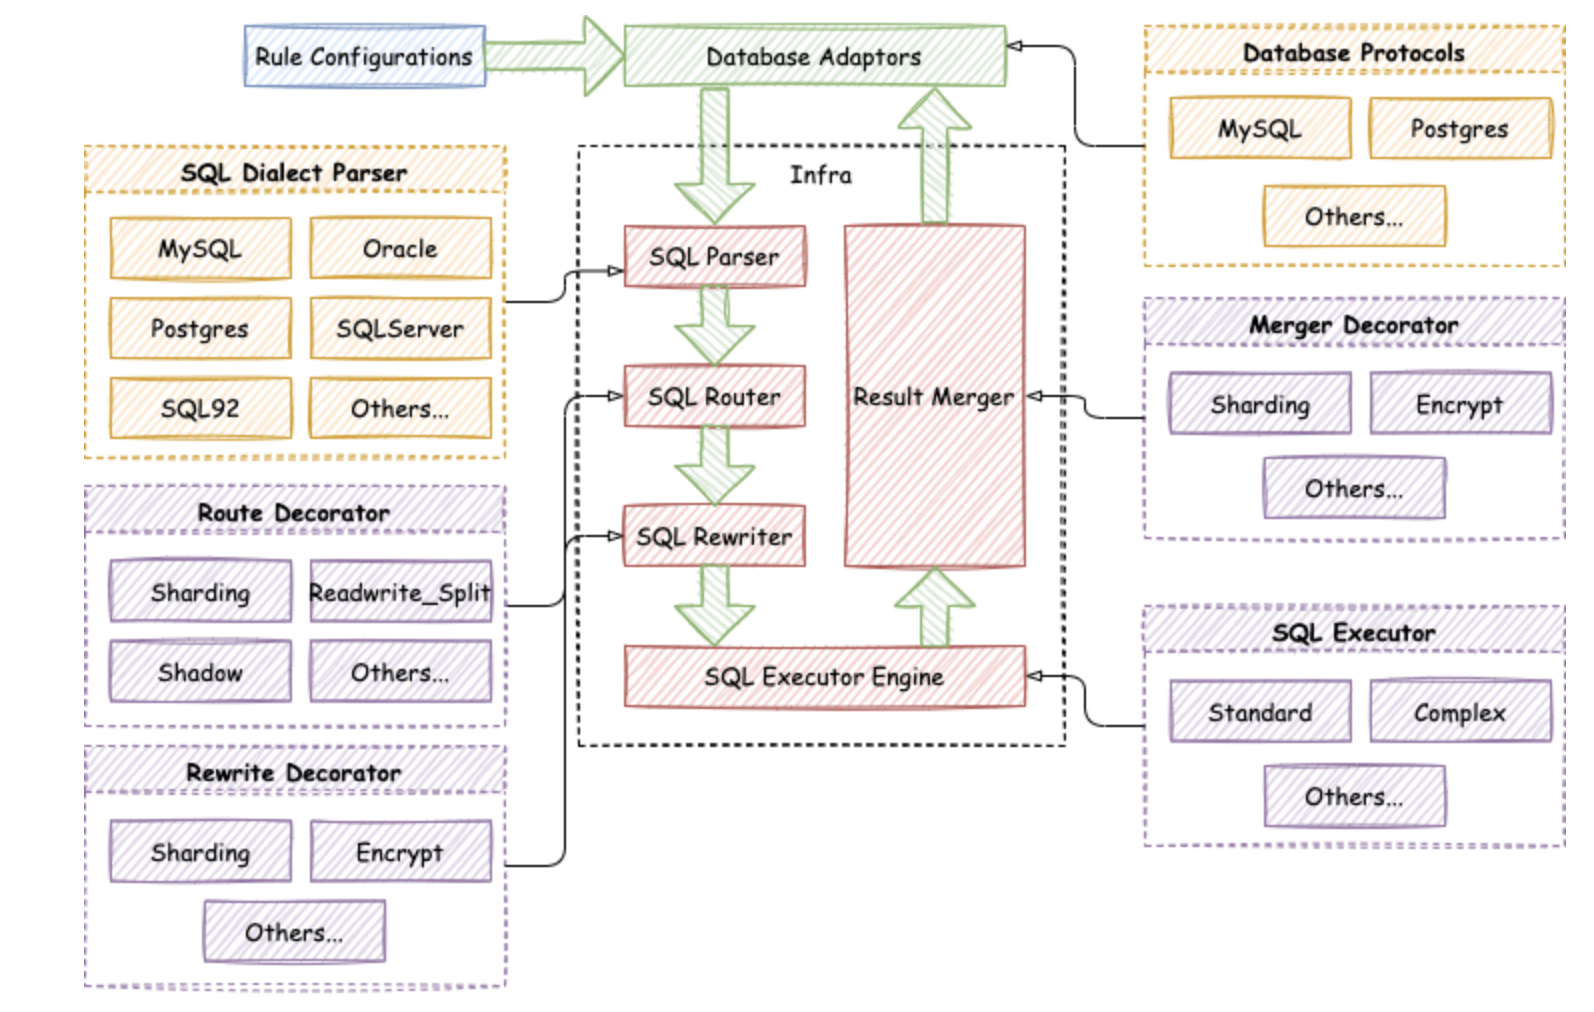 Rule Configurations
Database Adaptors
Database Protocols
MySQL
Postgres
Others...
SQL Dialect Parser
MySQL
Oracle
Postgres
SQLServer
SQL92
Others...
Infra
SQL Parser
SQL Router
SQL Rewriter
Result Merger
SQL Executor Engine
Merger Decorator
Sharding
Encrypt
Others...
Route Decorator
Sharding
Readwrite_Split
Shadow
Others...
SQL Executor
Standard
Complex
Others...
Rewrite Decorator
Sharding
Encrypt
Others...